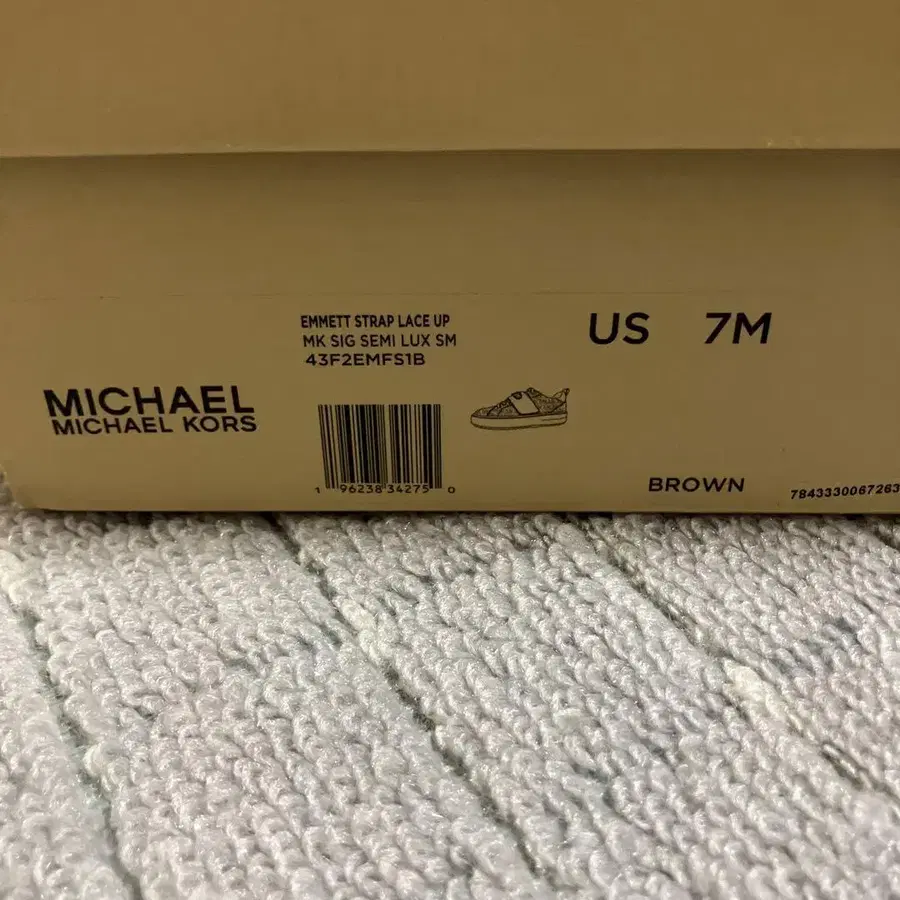 EMMETT STRAP LACE UP
MK SIG SEMI LUX SM
43F2EMFS1B
US 7M
MICHAEL
MICHAEL KORS
1 96238 34275 0
BROWN
7843330067263